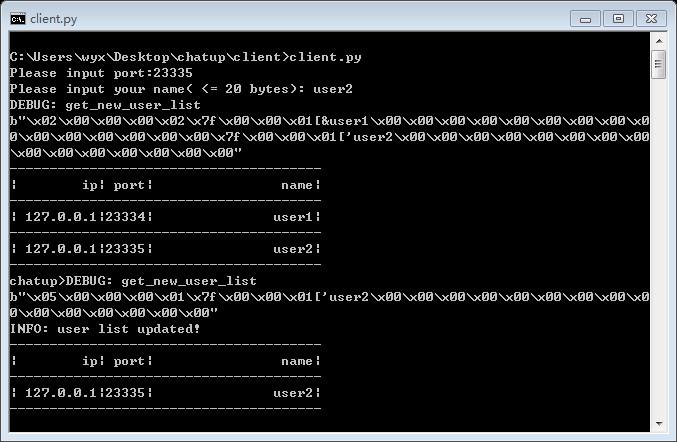 client.py
C:\Users\wyx\Desktop\chatup\client>client.py
Please input port:23335
Please input your name( <= 20 bytes): user2
DEBUG: get_new_user_list
b"\x02\x00\x00\x00\x02\x7f\x00\x00\x01[&user1\x00\x00\x00\x00\x00\x00\x00\x00\x0
0\x00\x00\x00\x00\x00\x00\x7f\x00\x00\x01['user2\x00\x00\x00\x00\x00\x00\x00\x00
\x00\x00\x00\x00\x00\x00\x00"
---------------------------------------
| ip| port| name|
---------------------------------------
| 127.0.0.1|23334| user1|
---------------------------------------
| 127.0.0.1|23335| user2|
---------------------------------------
chatup>DEBUG: get_new_user_list
b"\x05\x00\x00\x00\x01\x7f\x00\x00\x01['user2\x00\x00\x00\x00\x00\x00\x00\x00\x0
0\x00\x00\x00\x00\x00\x00"
INFO: user list updated!
---------------------------------------
| ip| port| name|
---------------------------------------
| 127.0.0.1|23335| user2|
---------------------------------------